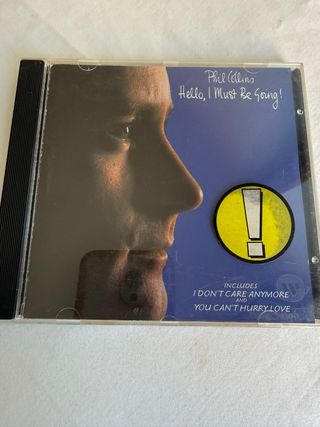 Phil Collins
Hello, I Must Be Going!
!
INCLUDES
I DON'T CARE ANYMORE
AND
YOU CAN'T HURRY LOVE